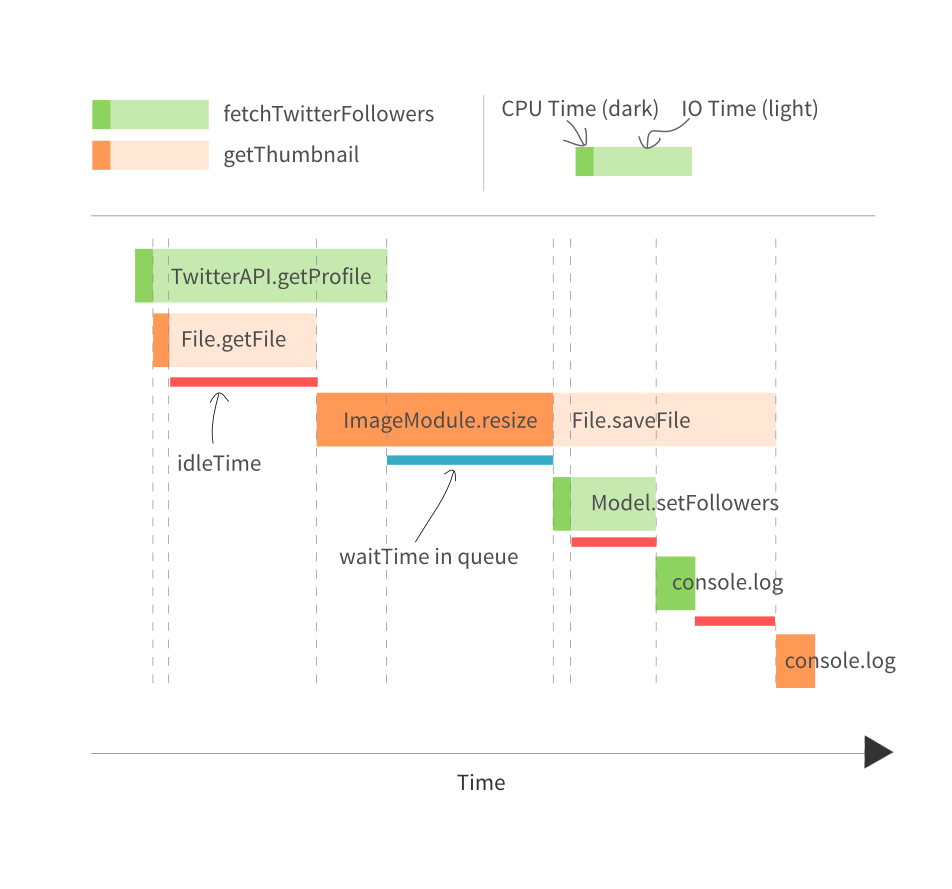 fetchTwitterFollowers
getThumbnail
CPU Time (dark)
IO Time (light)
TwitterAPI.getProfile
File.getFile
idleTime
ImageModule.resize
File.saveFile
waitTime in queue
Model.setFollowers
console.log
console.log
Time